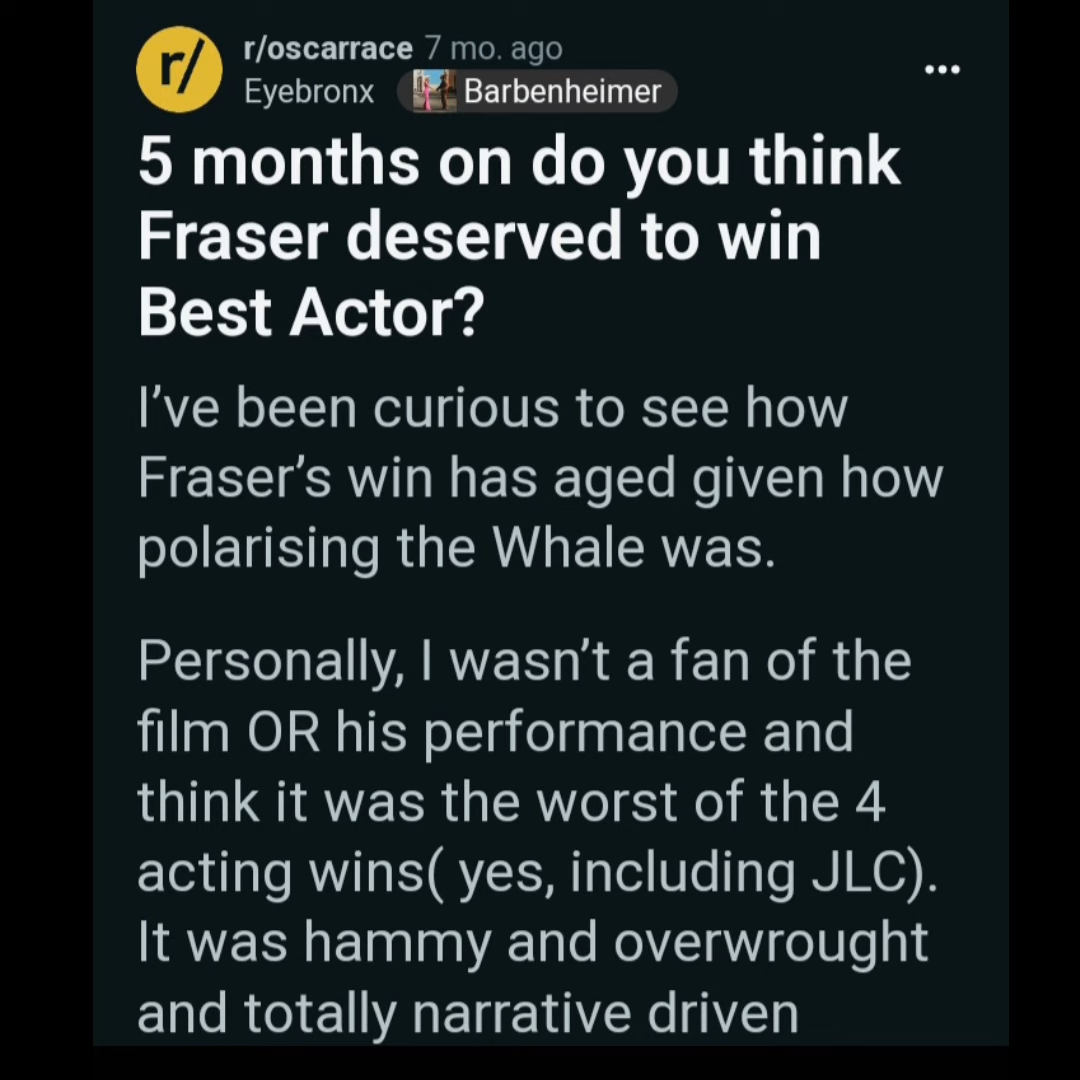 r/
r/oscarrace 7 mo. ago
Eyebronx Barbenheimer
5 months on do you think
Fraser deserved to win
Best Actor?
I’ve been curious to see how
Fraser’s win has aged given how
polarising the Whale was.
Personally, I wasn’t a fan of the
film OR his performance and
think it was the worst of the 4
acting wins( yes, including JLC).
It was hammy and overwrought
and totally narrative driven